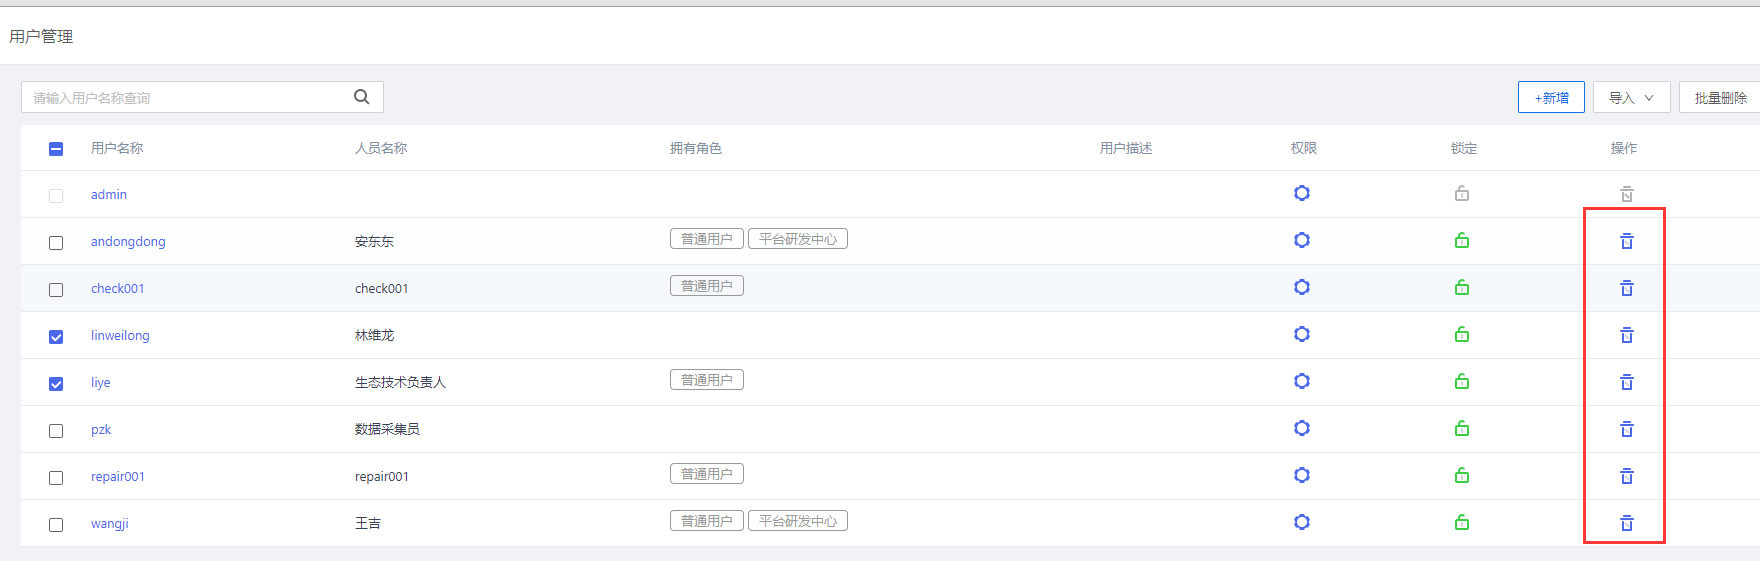 用户管理
请输入用户名称查询 +新增 导入 批量删除
用户名称 人员名称 拥有角色 用户描述 权限 锁定 操作
admin
andongdong 安东东 普通用户 平台研发中心
check001 check001 普通用户
linweilong 林维龙
liye 生态技术负责人 普通用户
pzk 数据采集员
repair001 repair001 普通用户
wangji 王吉 普通用户 平台研发中心